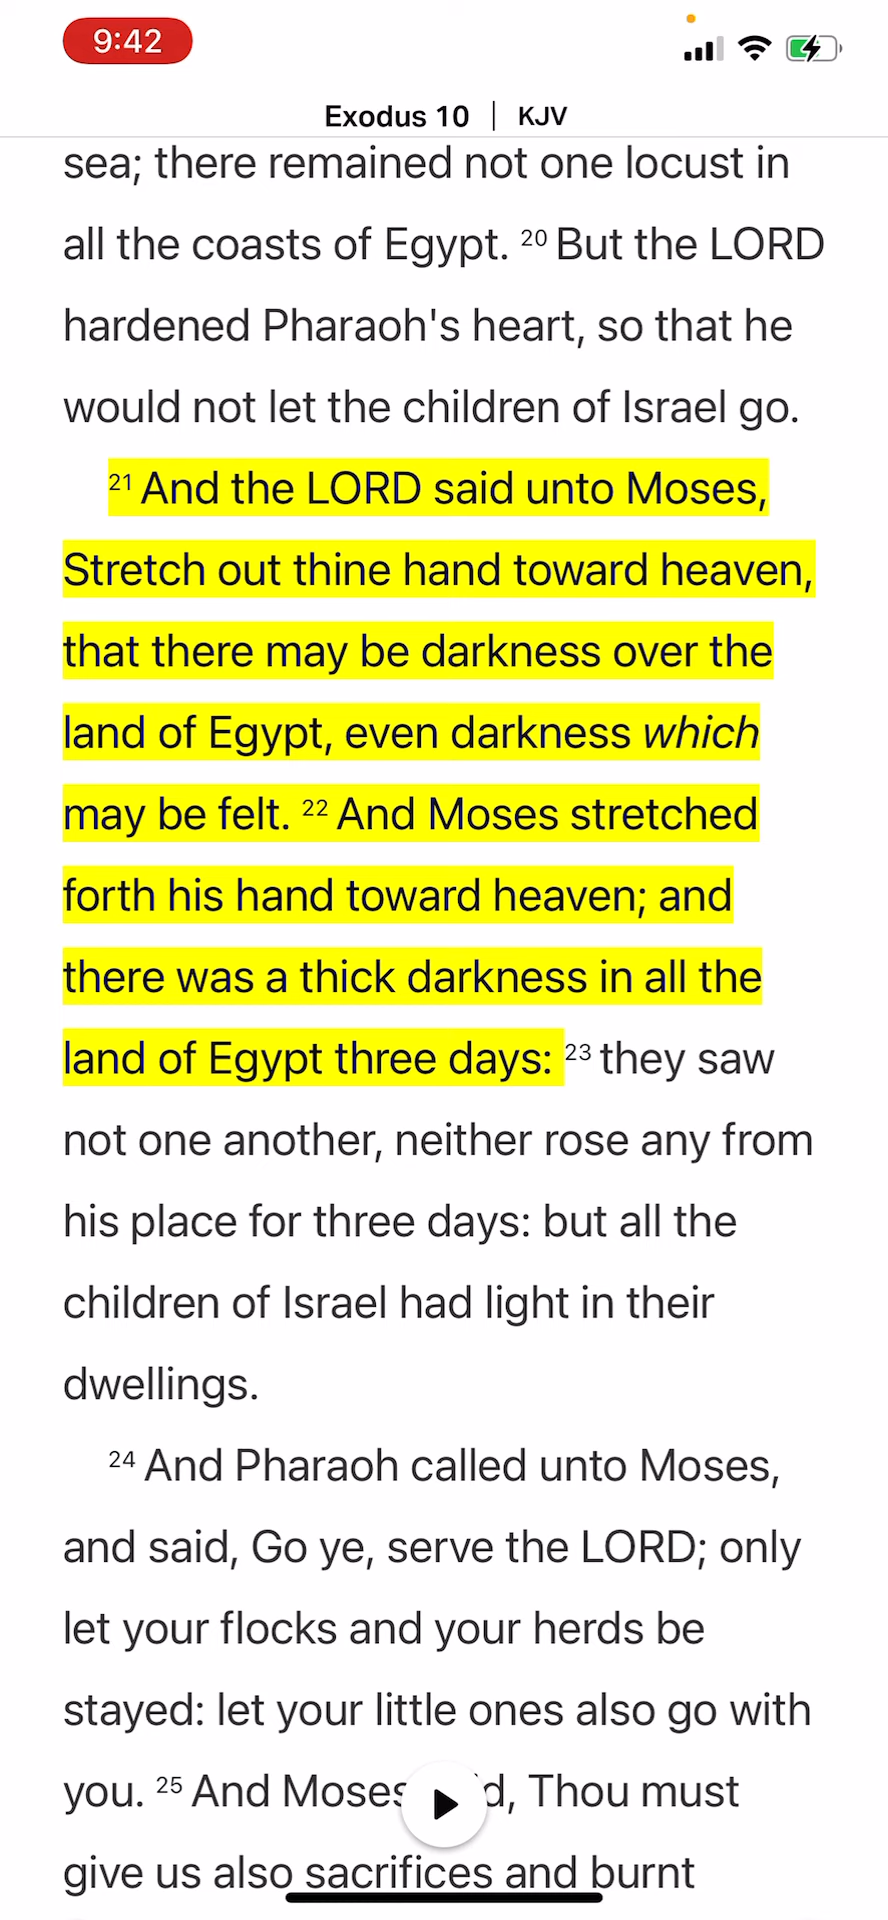 9:42
Exodus 10 | KJV
sea; there remained not one locust in
all the coasts of Egypt. 20 But the LORD
hardened Pharaoh's heart, so that he
would not let the children of Israel go.
21 And the LORD said unto Moses,
Stretch out thine hand toward heaven,
that there may be darkness over the
land of Egypt, even darkness which
may be felt. 22 And Moses stretched
forth his hand toward heaven; and
there was a thick darkness in all the
land of Egypt three days: 23 they saw
not one another, neither rose any from
his place for three days: but all the
children of Israel had light in their
dwellings.
24 And Pharaoh called unto Moses,
and said, Go ye, serve the LORD; only
let your flocks and your herds be
stayed: let your little ones also go with
you. 25 And Moses d, Thou must
give us also sacrifices and burnt